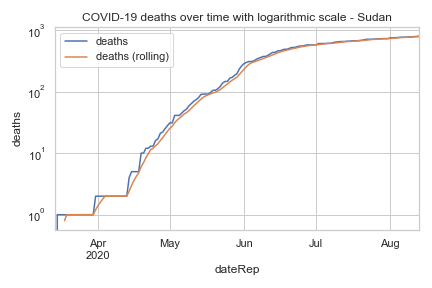 COVID-19 deaths over time with logarithmic scale - Sudan
deaths
deaths (rolling)
10³
10²
10¹
10⁰
deaths
Apr
2020
May
Jun
Jul
Aug
dateRep